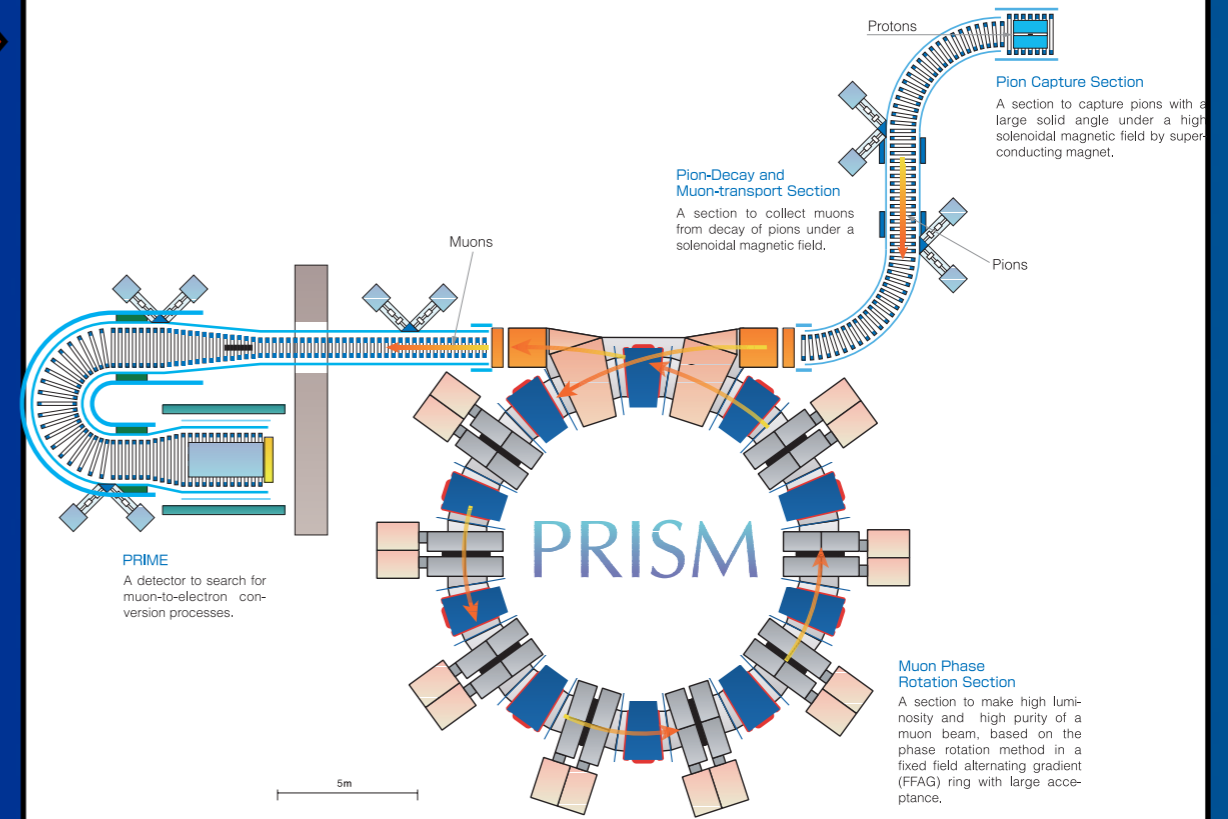 Protons
Pion Capture Section
A section to capture pions with a
large solid angle under a high
solenoidal magnetic field by super-
conducting magnet.
Pion-Decay and
Muon-transport Section
A section to collect muons
from decay of pions under a
solenoidal magnetic field.
Muons
Pions
PRISM
PRIME
A detector to search for
muon-to-electron con-
version processes.
Muon Phase
Rotation Section
A section to make high lumi-
nosity and high purity of a
muon beam, based on the
phase rotation method in a
fixed field alternating gradient
(FFAG) ring with large acce-
ptance.
5m